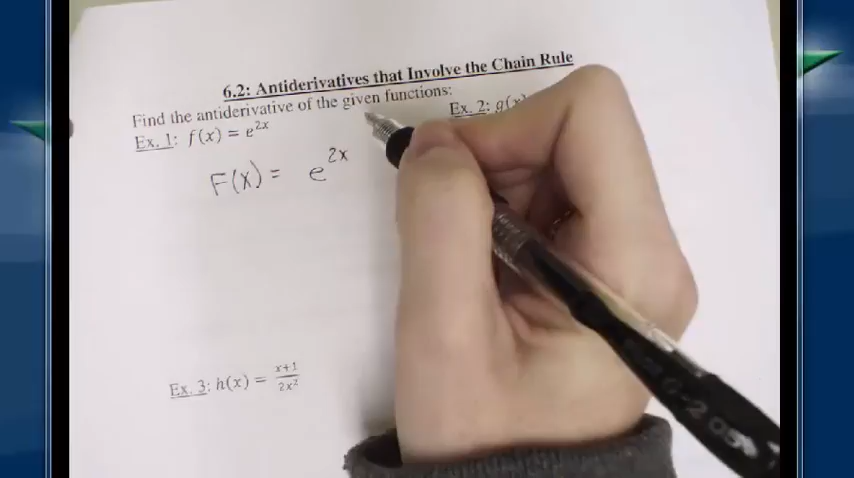 6.2: Antiderivatives that Involve the Chain Rule
Find the antiderivative of the given functions:
Ex. 1: f(x) = e^{2x}
Ex. 2: g(x)
F(x) = e^{2x}
Ex. 3: h(x) = \frac{x+1}{2x^2}